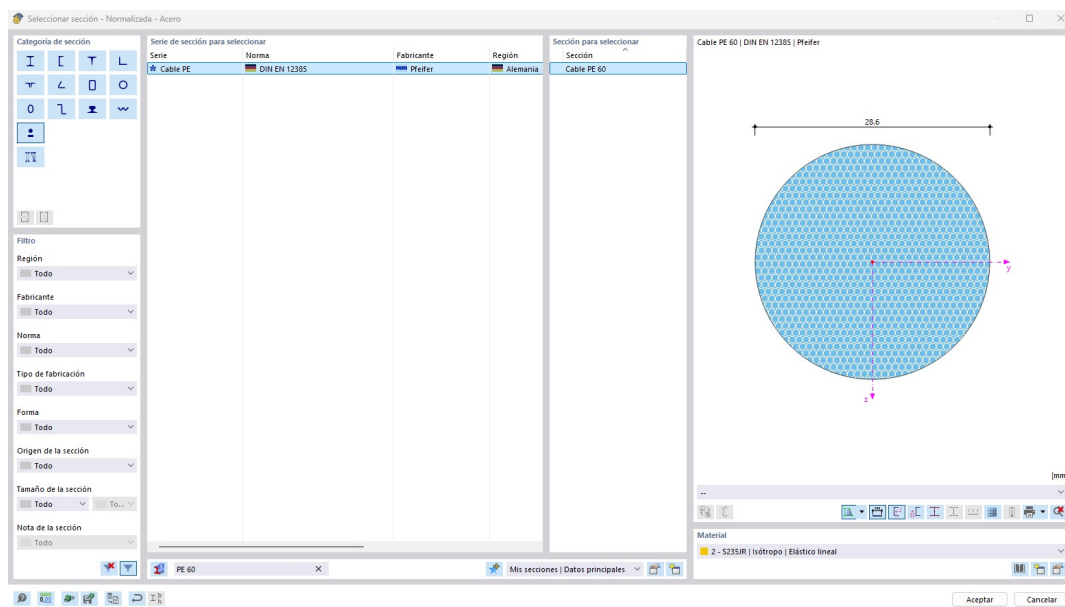 Seleccionar sección - Normalizada - Acero
Categoría de sección
Serie de sección para seleccionar
Serie Norma Fabricante Región
Cable PE DIN EN 12385 Pfeifer Alemania
Sección para seleccionar
Sección
Cable PE 60
Cable PE 60 | DIN EN 12385 | Pfeifer
28.6
y
z
[mm
--
Filtro
Región
Todo
Fabricante
Todo
Norma
Todo
Tipo de fabricación
Todo
Forma
Todo
Origen de la sección
Todo
Tamaño de la sección
Todo To...
Nota de la sección
Todo
PE 60
Mis secciones | Datos principales
Material
2 - S235JR | Isótropo | Elástico lineal
Aceptar Cancelar